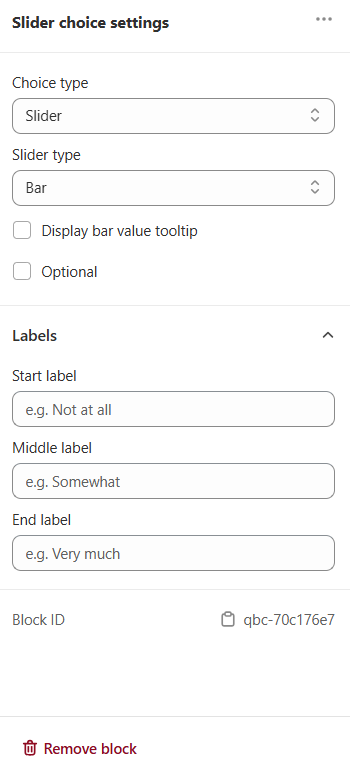 Slider choice settings
Choice type
Slider
Slider type
Bar
Display bar value tooltip
Optional
Labels
Start label
e.g. Not at all
Middle label
e.g. Somewhat
End label
e.g. Very much
Block ID qbc-70c176e7
Remove block